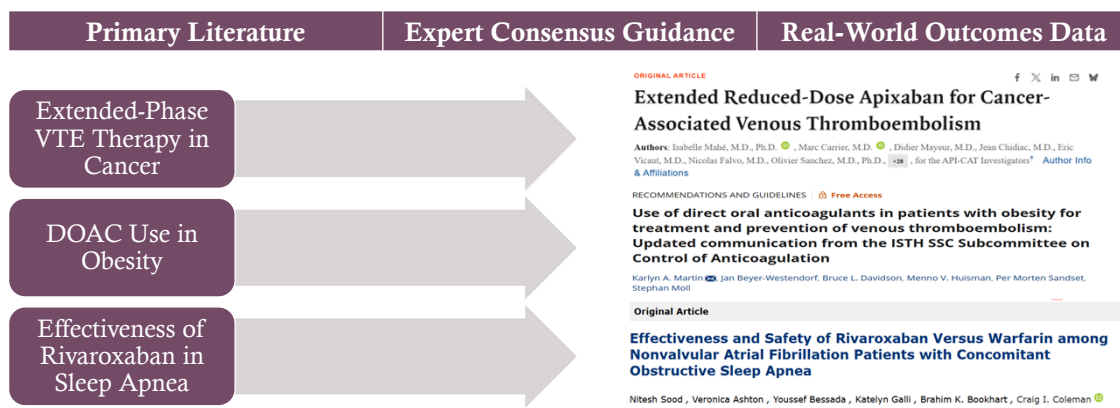 Primary Literature
Expert Consensus Guidance
Real-World Outcomes Data
Extended-Phase
VTE Therapy in
Cancer
ORIGINAL ARTICLE
Extended Reduced-Dose Apixaban for Cancer-
Associated Venous Thromboembolism
Authors: Isabelle Mahé, M.D., Ph.D. , Marc Carrier, M.D. , Didier Mayeur, M.D., Jean Chidiac, M.D., Eric
Vicaut, M.D., Nicolas Falvo, M.D., Olivier Sanchez, M.D., Ph.D., +28 , for the API-CAT Investigators† Author Info
& Affiliations
DOAC Use in
Obesity
RECOMMENDATIONS AND GUIDELINES Free Access
Use of direct oral anticoagulants in patients with obesity for
treatment and prevention of venous thromboembolism:
Updated communication from the ISTH SSC Subcommittee on
Control of Anticoagulation
Karlyn A. Martin , Jan Beyer-Westendorf, Bruce L. Davidson, Menno V. Huisman, Per Morten Sandset,
Stephan Moll
Effectiveness of
Rivaroxaban in
Sleep Apnea
Original Article
Effectiveness and Safety of Rivaroxaban Versus Warfarin among
Nonvalvular Atrial Fibrillation Patients with Concomitant
Obstructive Sleep Apnea
Nitesh Sood , Veronica Ashton , Youssef Bessada , Katelyn Galli , Brahim K. Bookhart , Craig I. Coleman